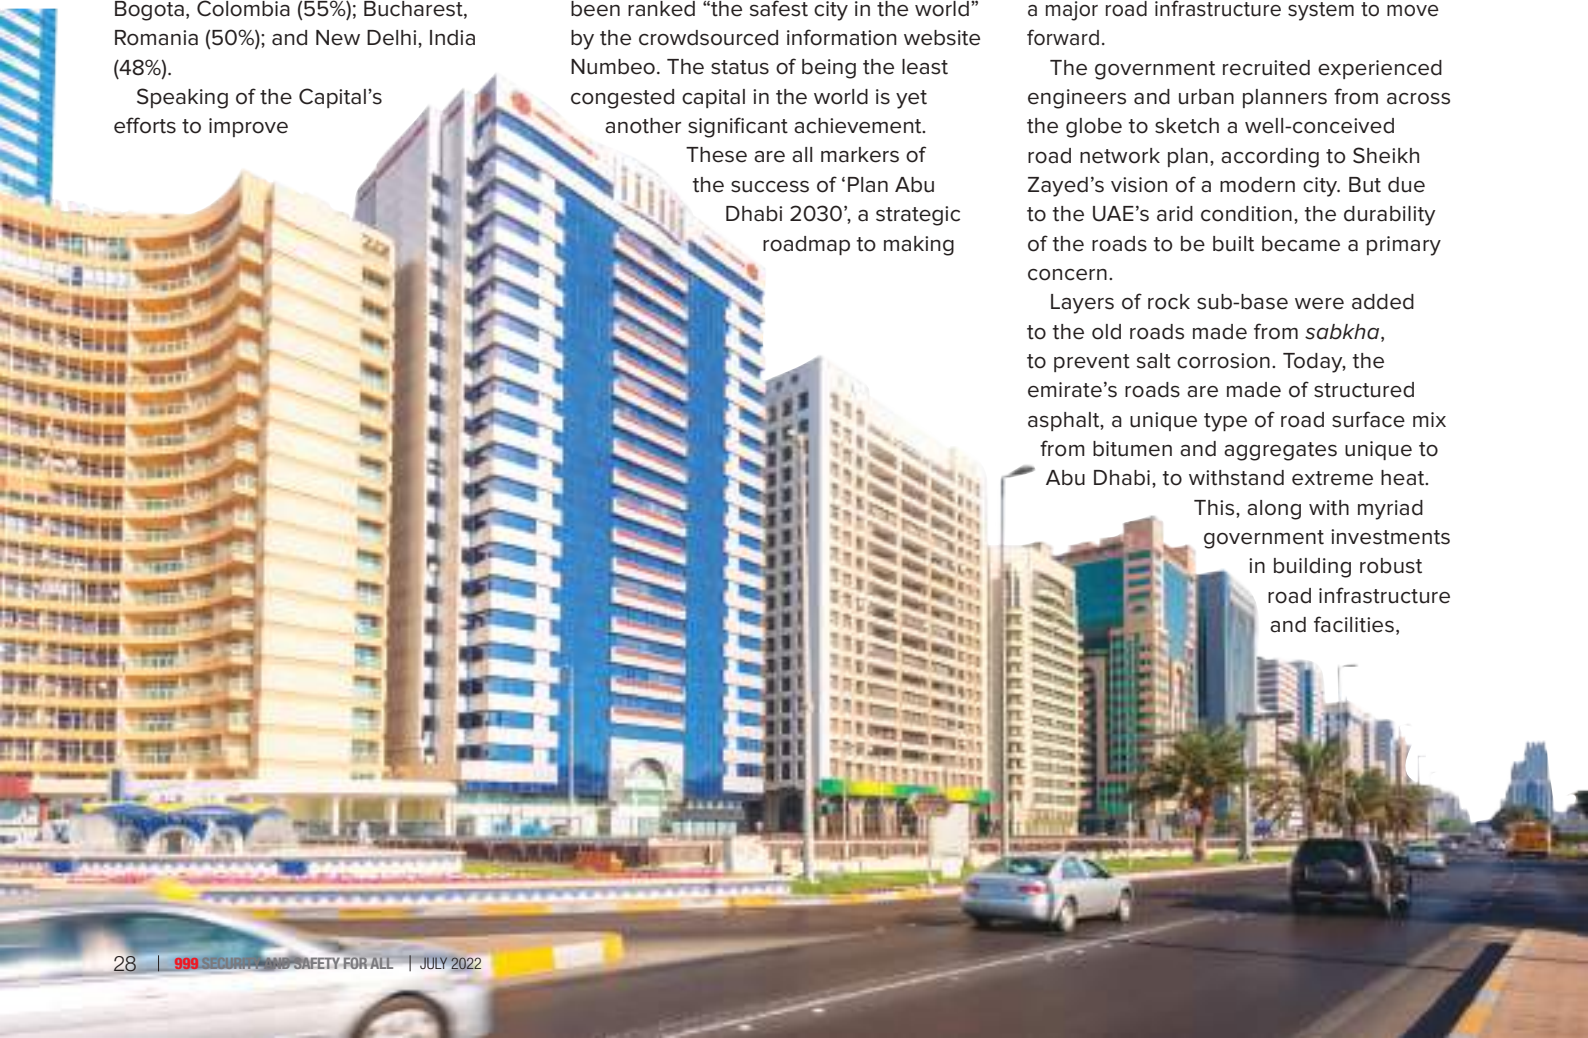 Bogota, Colombia (55%); Bucharest,
Romania (50%); and New Delhi, India
(48%).
Speaking of the Capital’s
efforts to improve
been ranked “the safest city in the world”
by the crowdsourced information website
Numbeo. The status of being the least
congested capital in the world is yet
another significant achievement.
These are all markers of
the success of ‘Plan Abu
Dhabi 2030’, a strategic
roadmap to making
a major road infrastructure system to move
forward.
The government recruited experienced
engineers and urban planners from across
the globe to sketch a well-conceived
road network plan, according to Sheikh
Zayed’s vision of a modern city. But due
to the UAE’s arid condition, the durability
of the roads to be built became a primary
concern.
Layers of rock sub-base were added
to the old roads made from sabkha,
to prevent salt corrosion. Today, the
emirate’s roads are made of structured
asphalt, a unique type of road surface mix
from bitumen and aggregates unique to
Abu Dhabi, to withstand extreme heat.
This, along with myriad
government investments
in building robust
road infrastructure
and facilities,
28 | 999 SECURITY AND SAFETY FOR ALL | JULY 2022